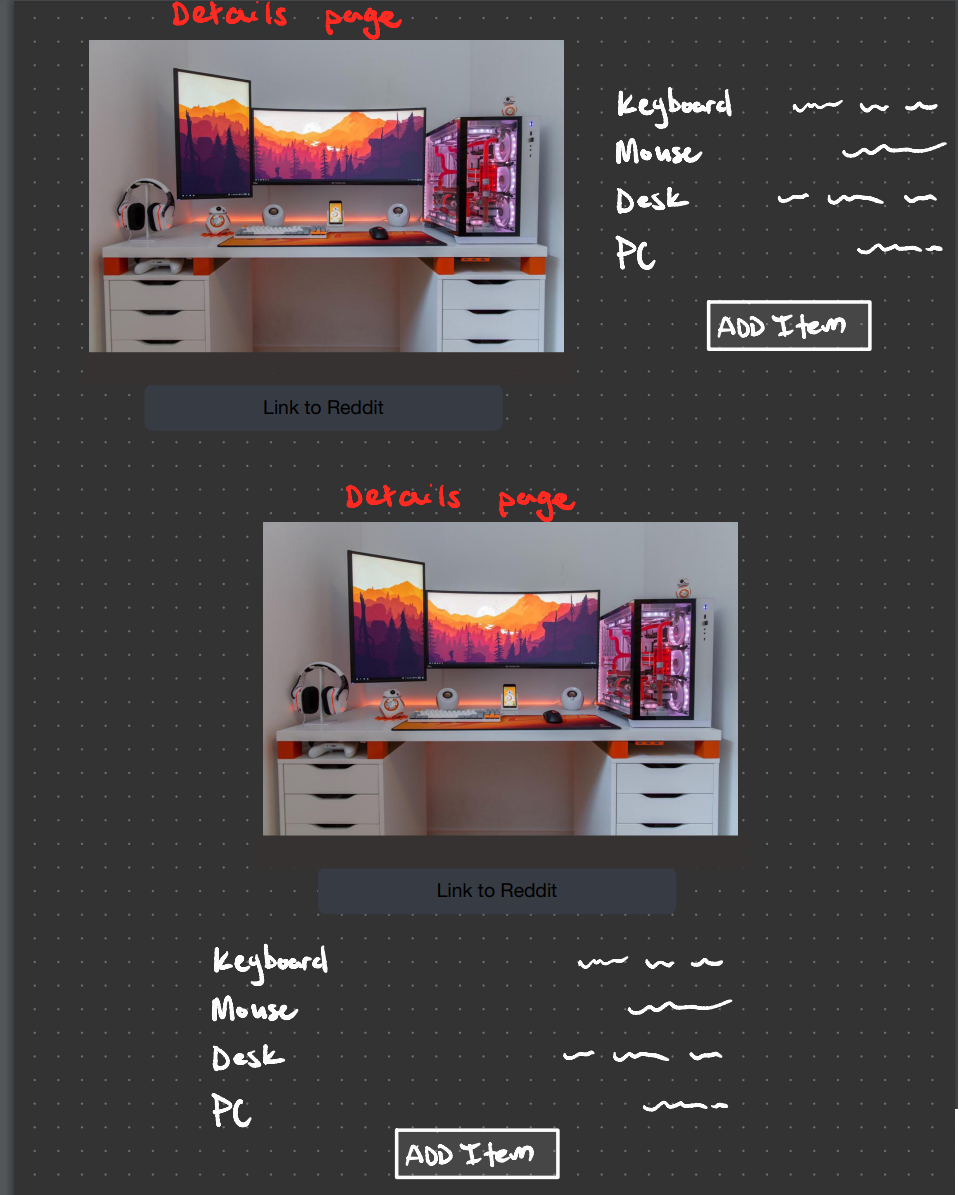 Details page
Keyboard
Mouse
Desk
PC
ADD Item
Link to Reddit
Details page
Link to Reddit
Keyboard
Mouse
Desk
PC
ADD Item